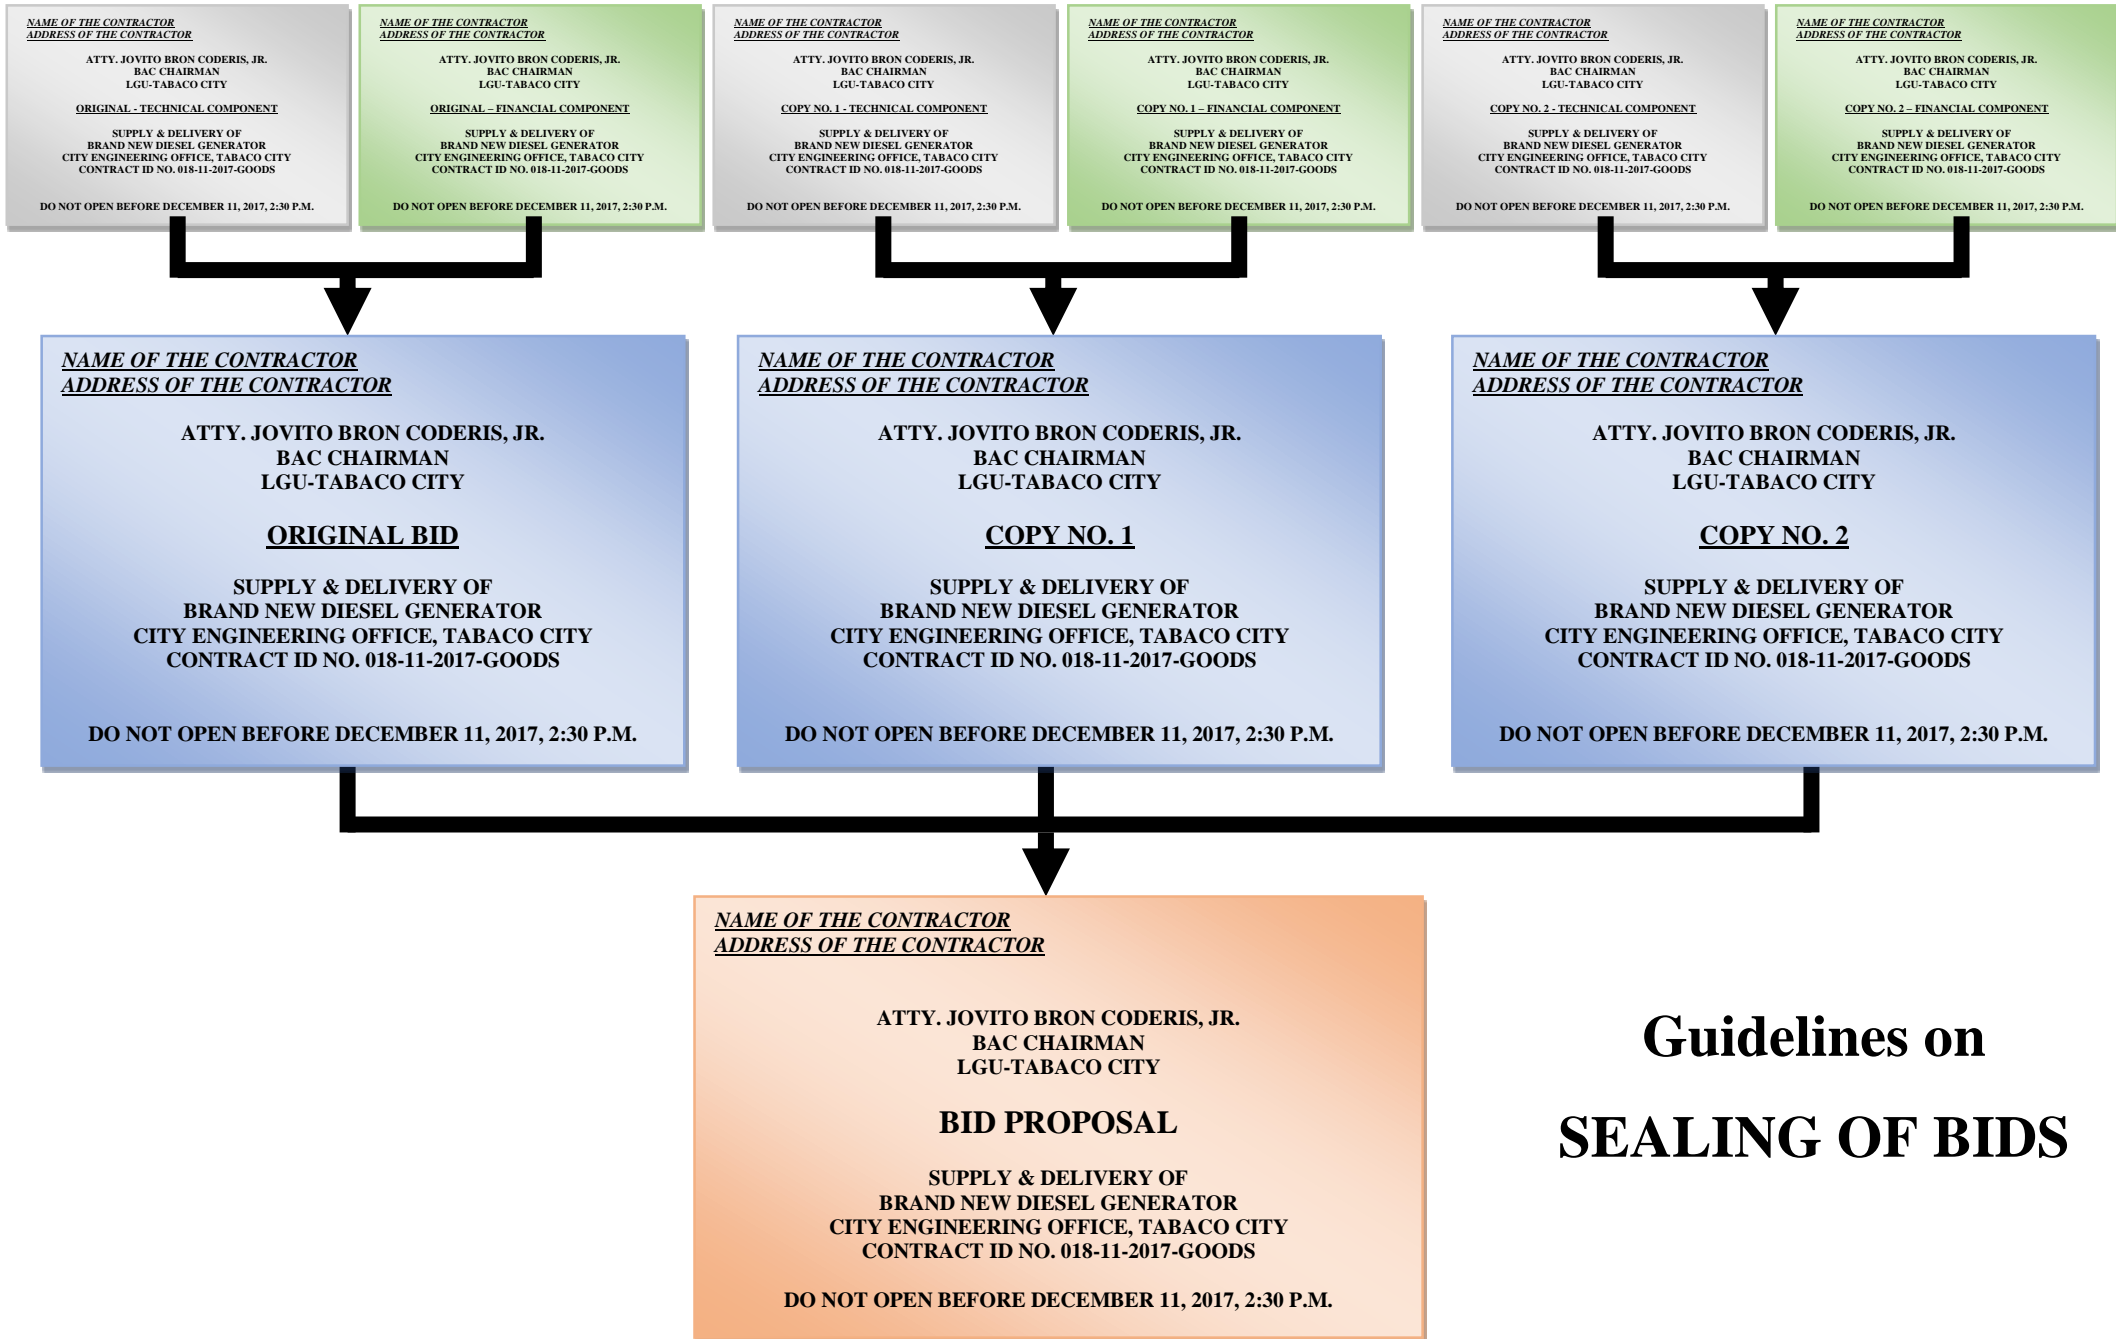 NAME OF THE CONTRACTOR
ADDRESS OF THE CONTRACTOR
ATTY. JOVITO BRON CODERIS, JR.
BAC CHAIRMAN
LGU-TABACO CITY
ORIGINAL - TECHNICAL COMPONENT
SUPPLY & DELIVERY OF
BRAND NEW DIESEL GENERATOR
CITY ENGINEERING OFFICE, TABACO CITY
CONTRACT ID NO. 018-11-2017-GOODS
DO NOT OPEN BEFORE DECEMBER 11, 2017, 2:30 P.M.
NAME OF THE CONTRACTOR
ADDRESS OF THE CONTRACTOR
ATTY. JOVITO BRON CODERIS, JR.
BAC CHAIRMAN
LGU-TABACO CITY
ORIGINAL – FINANCIAL COMPONENT
SUPPLY & DELIVERY OF
BRAND NEW DIESEL GENERATOR
CITY ENGINEERING OFFICE, TABACO CITY
CONTRACT ID NO. 018-11-2017-GOODS
DO NOT OPEN BEFORE DECEMBER 11, 2017, 2:30 P.M.
NAME OF THE CONTRACTOR
ADDRESS OF THE CONTRACTOR
ATTY. JOVITO BRON CODERIS, JR.
BAC CHAIRMAN
LGU-TABACO CITY
COPY NO. 1 - TECHNICAL COMPONENT
SUPPLY & DELIVERY OF
BRAND NEW DIESEL GENERATOR
CITY ENGINEERING OFFICE, TABACO CITY
CONTRACT ID NO. 018-11-2017-GOODS
DO NOT OPEN BEFORE DECEMBER 11, 2017, 2:30 P.M.
NAME OF THE CONTRACTOR
ADDRESS OF THE CONTRACTOR
ATTY. JOVITO BRON CODERIS, JR.
BAC CHAIRMAN
LGU-TABACO CITY
COPY NO. 1 – FINANCIAL COMPONENT
SUPPLY & DELIVERY OF
BRAND NEW DIESEL GENERATOR
CITY ENGINEERING OFFICE, TABACO CITY
CONTRACT ID NO. 018-11-2017-GOODS
DO NOT OPEN BEFORE DECEMBER 11, 2017, 2:30 P.M.
NAME OF THE CONTRACTOR
ADDRESS OF THE CONTRACTOR
ATTY. JOVITO BRON CODERIS, JR.
BAC CHAIRMAN
LGU-TABACO CITY
COPY NO. 2 - TECHNICAL COMPONENT
SUPPLY & DELIVERY OF
BRAND NEW DIESEL GENERATOR
CITY ENGINEERING OFFICE, TABACO CITY
CONTRACT ID NO. 018-11-2017-GOODS
DO NOT OPEN BEFORE DECEMBER 11, 2017, 2:30 P.M.
NAME OF THE CONTRACTOR
ADDRESS OF THE CONTRACTOR
ATTY. JOVITO BRON CODERIS, JR.
BAC CHAIRMAN
LGU-TABACO CITY
COPY NO. 2 – FINANCIAL COMPONENT
SUPPLY & DELIVERY OF
BRAND NEW DIESEL GENERATOR
CITY ENGINEERING OFFICE, TABACO CITY
CONTRACT ID NO. 018-11-2017-GOODS
DO NOT OPEN BEFORE DECEMBER 11, 2017, 2:30 P.M.
NAME OF THE CONTRACTOR
ADDRESS OF THE CONTRACTOR
ATTY. JOVITO BRON CODERIS, JR.
BAC CHAIRMAN
LGU-TABACO CITY
ORIGINAL BID
SUPPLY & DELIVERY OF
BRAND NEW DIESEL GENERATOR
CITY ENGINEERING OFFICE, TABACO CITY
CONTRACT ID NO. 018-11-2017-GOODS
DO NOT OPEN BEFORE DECEMBER 11, 2017, 2:30 P.M.
NAME OF THE CONTRACTOR
ADDRESS OF THE CONTRACTOR
ATTY. JOVITO BRON CODERIS, JR.
BAC CHAIRMAN
LGU-TABACO CITY
COPY NO. 1
SUPPLY & DELIVERY OF
BRAND NEW DIESEL GENERATOR
CITY ENGINEERING OFFICE, TABACO CITY
CONTRACT ID NO. 018-11-2017-GOODS
DO NOT OPEN BEFORE DECEMBER 11, 2017, 2:30 P.M.
NAME OF THE CONTRACTOR
ADDRESS OF THE CONTRACTOR
ATTY. JOVITO BRON CODERIS, JR.
BAC CHAIRMAN
LGU-TABACO CITY
COPY NO. 2
SUPPLY & DELIVERY OF
BRAND NEW DIESEL GENERATOR
CITY ENGINEERING OFFICE, TABACO CITY
CONTRACT ID NO. 018-11-2017-GOODS
DO NOT OPEN BEFORE DECEMBER 11, 2017, 2:30 P.M.
NAME OF THE CONTRACTOR
ADDRESS OF THE CONTRACTOR
ATTY. JOVITO BRON CODERIS, JR.
BAC CHAIRMAN
LGU-TABACO CITY
BID PROPOSAL
SUPPLY & DELIVERY OF
BRAND NEW DIESEL GENERATOR
CITY ENGINEERING OFFICE, TABACO CITY
CONTRACT ID NO. 018-11-2017-GOODS
DO NOT OPEN BEFORE DECEMBER 11, 2017, 2:30 P.M.
Guidelines on
SEALING OF BIDS